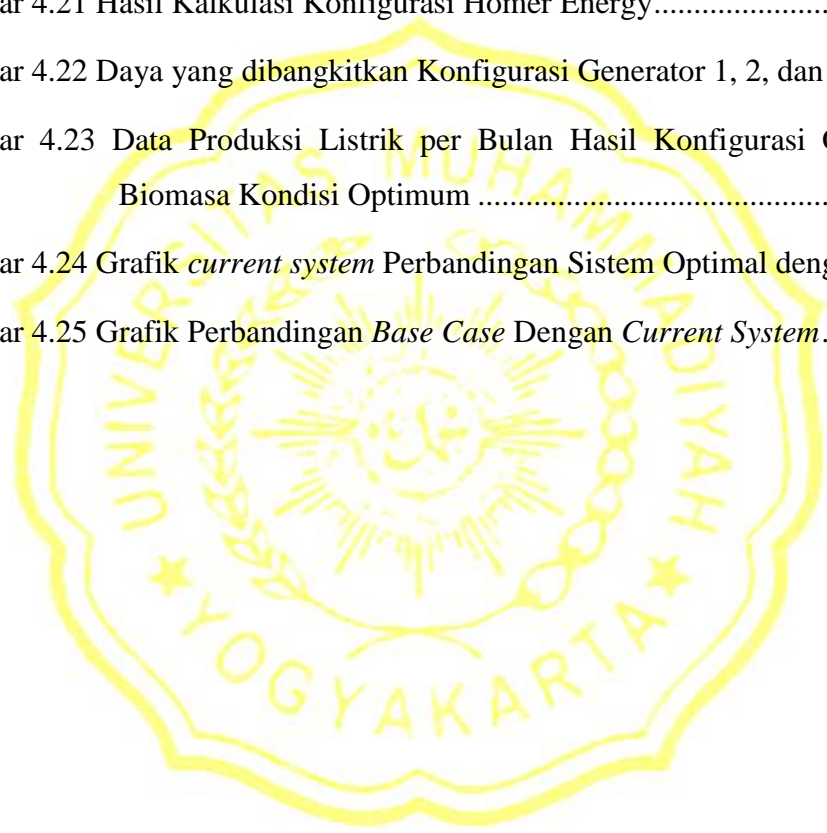 ar 4.21 Hasil Kalkulasi Konfigurasi Homer Energy......................
ar 4.22 Daya yang dibangkitkan Konfigurasi Generator 1, 2, dan
ar 4.23 Data Produksi Listrik per Bulan Hasil Konfigurasi
Biomasa Kondisi Optimum ............................................
ar 4.24 Grafik current system Perbandingan Sistem Optimal deng
ar 4.25 Grafik Perbandingan Base Case Dengan Current System.
UNIVERSITAS MUHAMMADIYAH
★ YOGYAKARTA ★